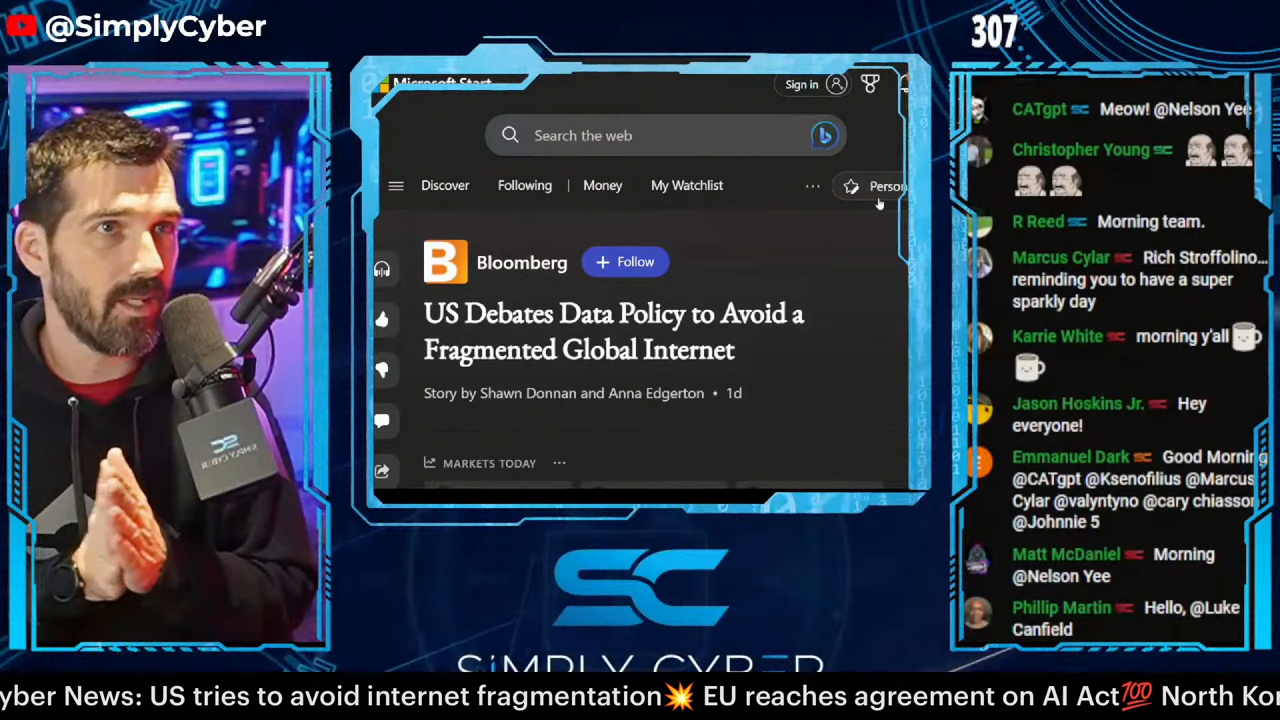 @SimplyCyber
307
Microsoft Start
Sign in
Search the web
Discover Following | Money My Watchlist ... Person
B Bloomberg + Follow
US Debates Data Policy to Avoid a
Fragmented Global Internet
Story by Shawn Donnan and Anna Edgerton • 1d
MARKETS TODAY ...
SC
SIMPLY CYBER
CATgpt Meow! @Nelson Yee
Christopher Young
R Reed Morning team.
Marcus Cylar Rich Stroffolino...
reminding you to have a super
sparkly day
Karrie White morning y'all
Jason Hoskins Jr. Hey
everyone!
Emmanuel Dark Good Morning
@CATgpt @Ksenofilius @Marcus
Cylar @valyntyno @cary chiasson
@Johnnie 5
Matt McDaniel Morning
@Nelson Yee
Phillip Martin Hello, @Luke
Canfield
yber News: US tries to avoid internet fragmentation💥 EU reaches agreement on AI Act💯 North Kor